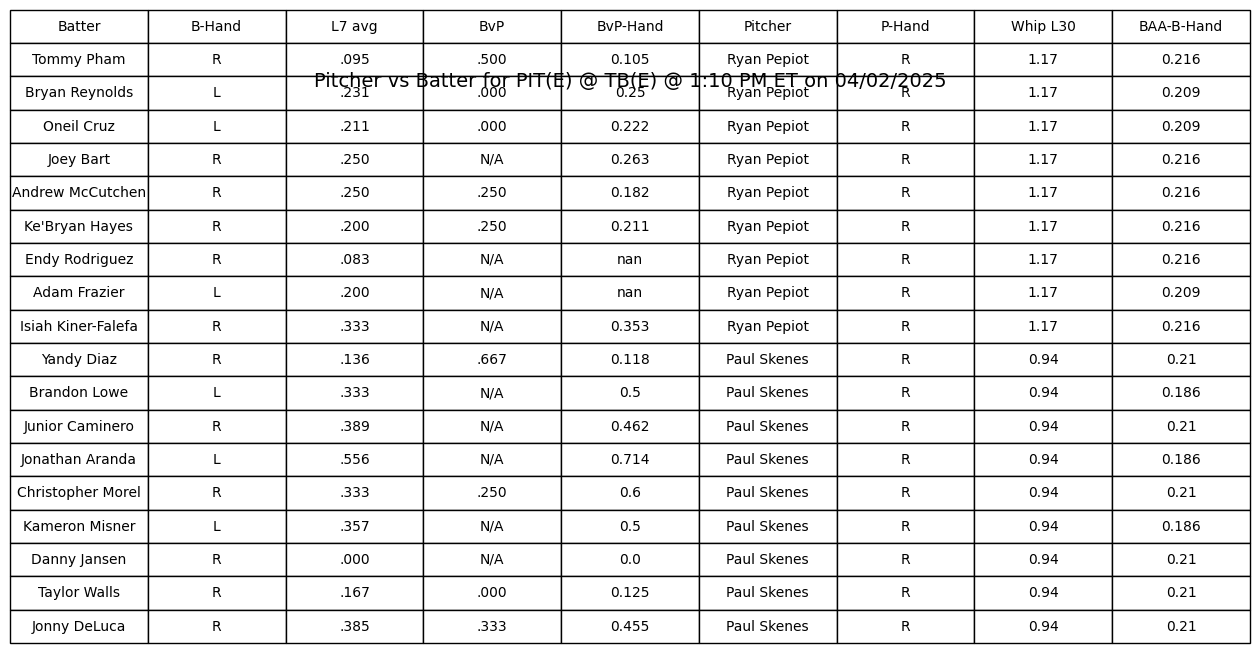 Batter B-Hand L7 avg BvP BvP-Hand Pitcher P-Hand Whip L30 BAA-B-Hand
Tommy Pham R .095 .500 0.105 Ryan Pepiot R 1.17 0.216
Pitcher vs Batter for PIT(E) @ TB(E) @ 1:10 PM ET on 04/02/2025
Bryan Reynolds L .231 .000 0.25 Ryan Pepiot R 1.17 0.209
Oneil Cruz L .211 .000 0.222 Ryan Pepiot R 1.17 0.209
Joey Bart R .250 N/A 0.263 Ryan Pepiot R 1.17 0.216
Andrew McCutchen R .250 .250 0.182 Ryan Pepiot R 1.17 0.216
Ke'Bryan Hayes R .200 .250 0.211 Ryan Pepiot R 1.17 0.216
Endy Rodriguez R .083 N/A nan Ryan Pepiot R 1.17 0.216
Adam Frazier L .200 N/A nan Ryan Pepiot R 1.17 0.209
Isiah Kiner-Falefa R .333 N/A 0.353 Ryan Pepiot R 1.17 0.216
Yandy Diaz R .136 .667 0.118 Paul Skenes R 0.94 0.21
Brandon Lowe L .333 N/A 0.5 Paul Skenes R 0.94 0.186
Junior Caminero R .389 N/A 0.462 Paul Skenes R 0.94 0.21
Jonathan Aranda L .556 N/A 0.714 Paul Skenes R 0.94 0.186
Christopher Morel R .333 .250 0.6 Paul Skenes R 0.94 0.21
Kameron Misner L .357 N/A 0.5 Paul Skenes R 0.94 0.186
Danny Jansen R .000 N/A 0.0 Paul Skenes R 0.94 0.21
Taylor Walls R .167 .000 0.125 Paul Skenes R 0.94 0.21
Jonny DeLuca R .385 .333 0.455 Paul Skenes R 0.94 0.21